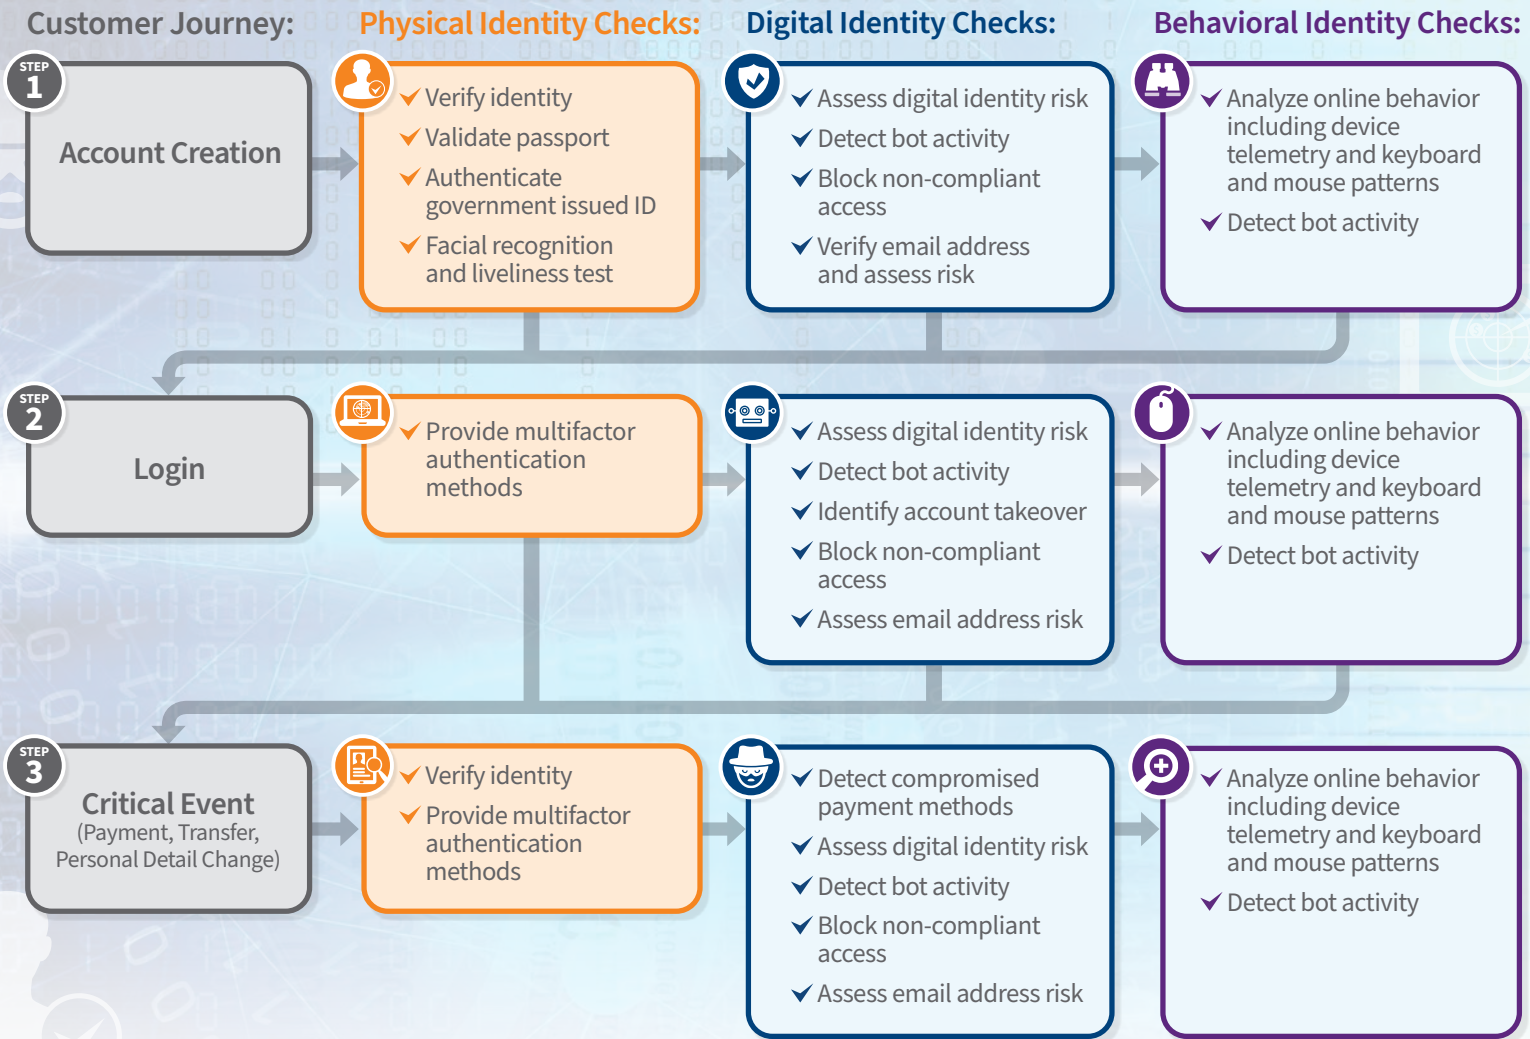 Customer Journey:
Physical Identity Checks:
Digital Identity Checks:
Behavioral Identity Checks:
STEP
1
Account Creation
Verify identity
Validate passport
Authenticate
government issued ID
Facial recognition
and liveliness test
Assess digital identity risk
Detect bot activity
Block non-compliant
access
Verify email address
and assess risk
Analyze online behavior
including device
telemetry and keyboard
and mouse patterns
Detect bot activity
STEP
2
Login
Provide multifactor
authentication
methods
Assess digital identity risk
Detect bot activity
Identify account takeover
Block non-compliant
access
Assess email address risk
Analyze online behavior
including device
telemetry and keyboard
and mouse patterns
Detect bot activity
STEP
3
Critical Event
(Payment, Transfer,
Personal Detail Change)
Verify identity
Provide multifactor
authentication
methods
Detect compromised
payment methods
Assess digital identity risk
Detect bot activity
Block non-compliant
access
Assess email address risk
Analyze online behavior
including device
telemetry and keyboard
and mouse patterns
Detect bot activity